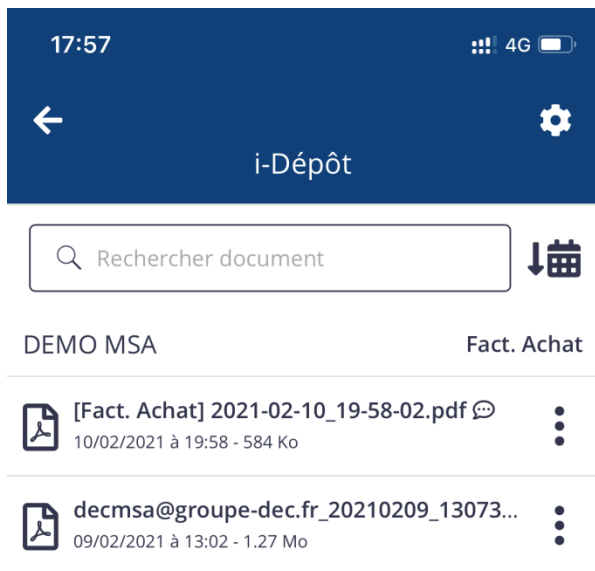 17:57 4G
i-Dépôt
Rechercher document
DEMO MSA Fact. Achat
[Fact. Achat] 2021-02-10_19-58-02.pdf
10/02/2021 à 19:58 - 584 Ko
decmsa@groupe-dec.fr_20210209_13073...
09/02/2021 à 13:02 - 1.27 Mo